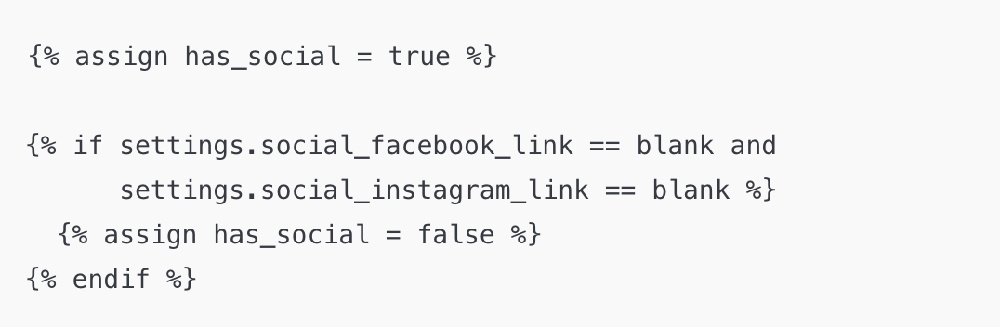 {% assign has_social = true %}
{% if settings.social_facebook_link == blank and
settings.social_instagram_link == blank %}
{% assign has_social = false %}
{% endif %}